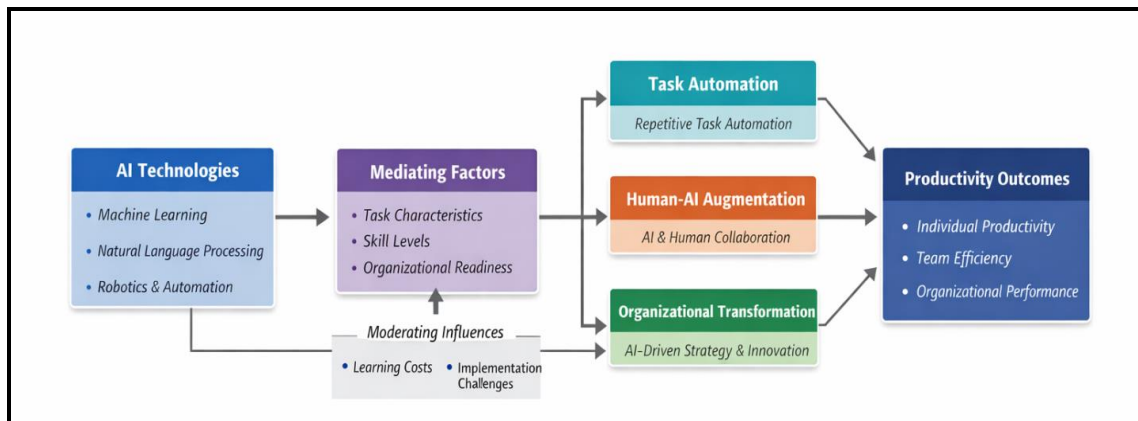 AI Technologies
• Machine Learning
• Natural Language Processing
• Robotics & Automation
Mediating Factors
• Task Characteristics
• Skill Levels
• Organizational Readiness
Moderating Influences
• Learning Costs
• Implementation
Challenges
Task Automation
Repetitive Task Automation
Human-AI Augmentation
AI & Human Collaboration
Organizational Transformation
AI-Driven Strategy & Innovation
Productivity Outcomes
• Individual Productivity
• Team Efficiency
• Organizational Performance